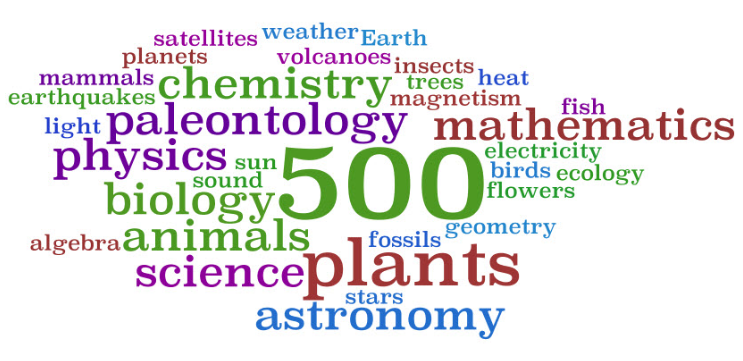 satellites
weather
Earth
planets
volcanoes
insects
mammals
chemistry
trees
heat
earthquakes
magnetism
fish
light
paleontology
mathematics
physics
sun
500
electricity
sound
birds
ecology
biology
flowers
algebra
animals
fossils
geometry
science
plants
stars
astronomy